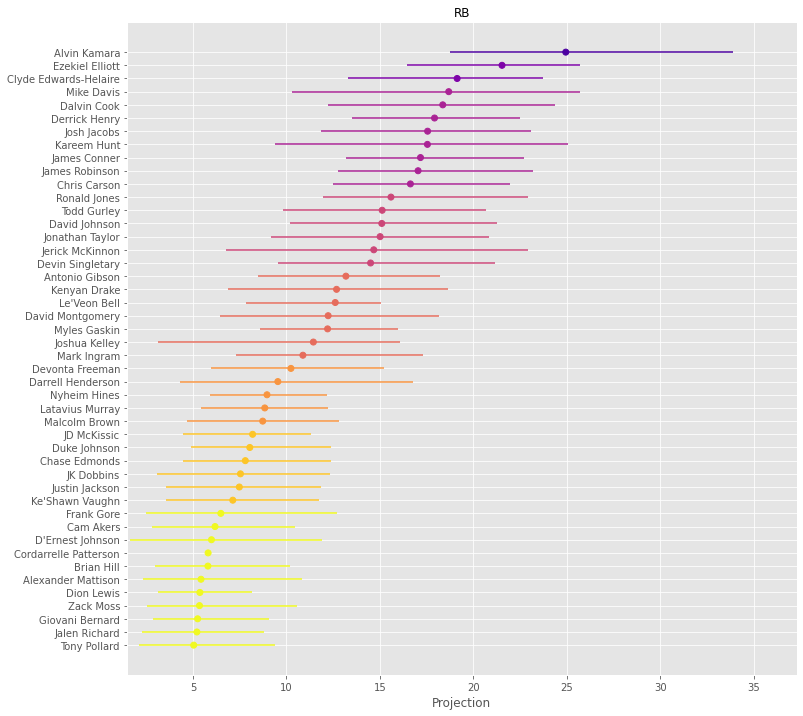 RB
Alvin Kamara
Ezekiel Elliott
Clyde Edwards-Helaire
Mike Davis
Dalvin Cook
Derrick Henry
Josh Jacobs
Kareem Hunt
James Conner
James Robinson
Chris Carson
Ronald Jones
Todd Gurley
David Johnson
Jonathan Taylor
Jerick McKinnon
Devin Singletary
Antonio Gibson
Kenyan Drake
Le'Veon Bell
David Montgomery
Myles Gaskin
Joshua Kelley
Mark Ingram
Devonta Freeman
Darrell Henderson
Nyheim Hines
Latavius Murray
Malcolm Brown
JD McKissic
Duke Johnson
Chase Edmonds
JK Dobbins
Justin Jackson
Ke'Shawn Vaughn
Frank Gore
Cam Akers
D'Ernest Johnson
Cordarrelle Patterson
Brian Hill
Alexander Mattison
Dion Lewis
Zack Moss
Giovani Bernard
Jalen Richard
Tony Pollard
5 10 15 20 25 30 35
Projection